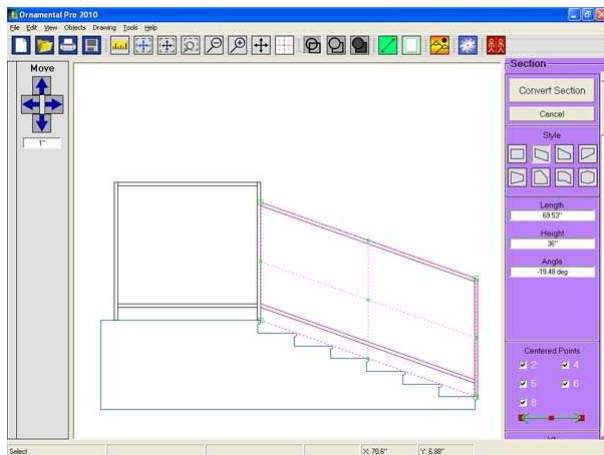 Ornamental Pro 2010
File Edit View Objects Drawing Tools Help
Move
1"
Section
Convert Section
Cancel
Style
Length
69.53"
Height
36"
Angle
-19.48 deg
Centered Points
2 4
5 6
8
Select X: 70.6" Y: 6.88"